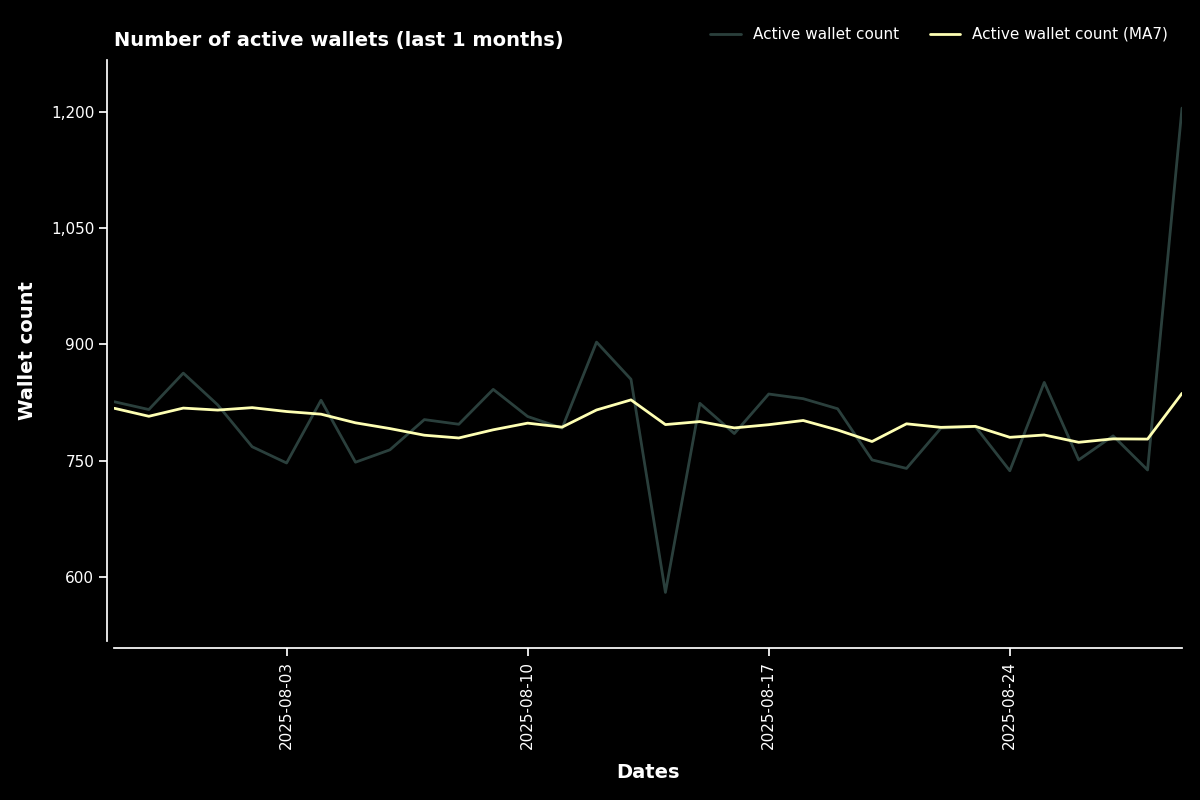 Number of active wallets (last 1 months)
Active wallet count
Active wallet count (MA7)
Wallet count
1,200
1,050
900
750
600
2025-08-03
2025-08-10
2025-08-17
2025-08-24
Dates